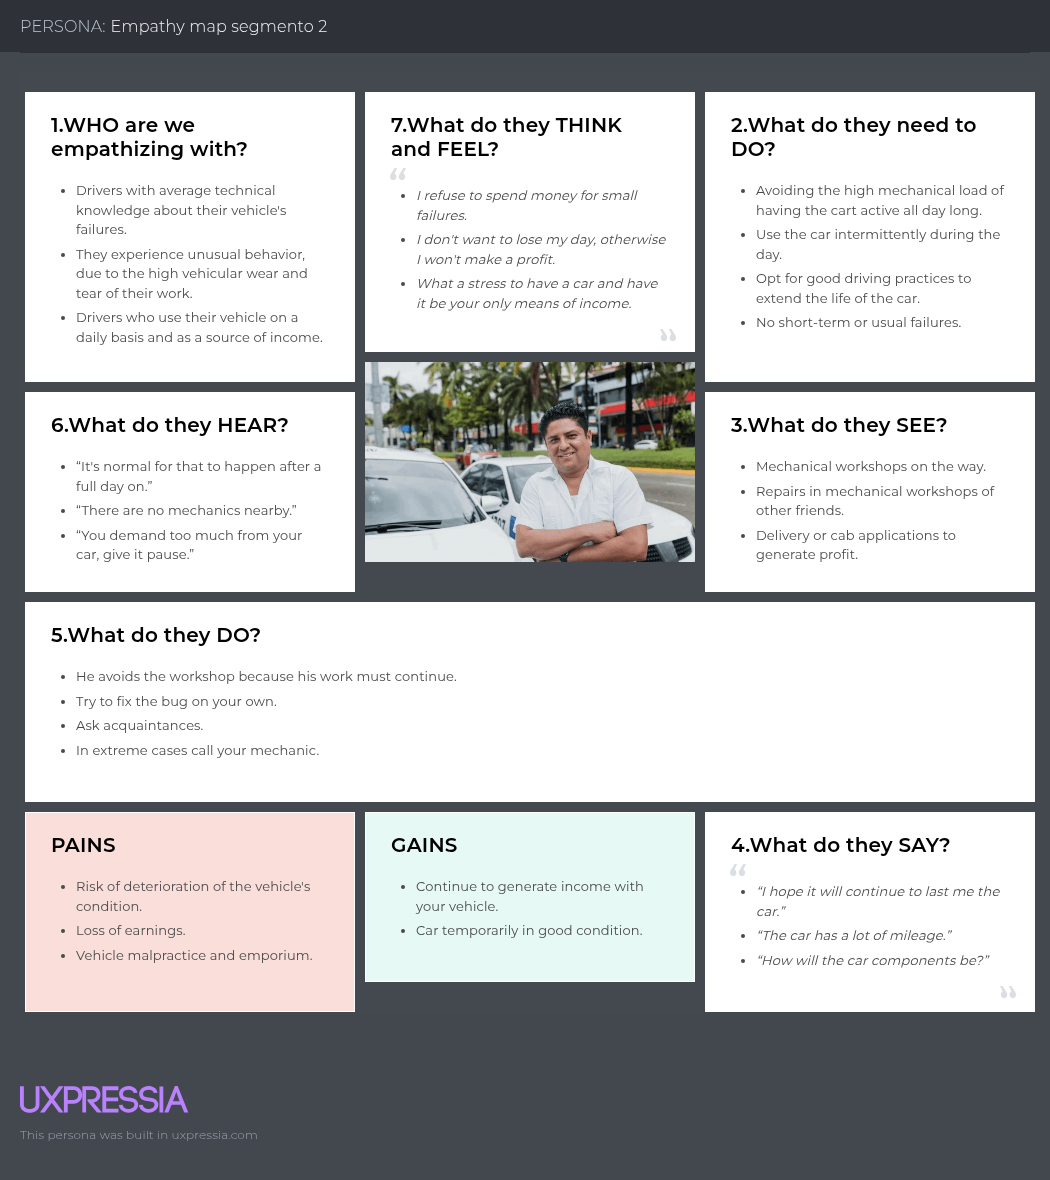 PERSONA: Empathy map segmento 2
1.WHO are we
empathizing with?
• Drivers with average technical
knowledge about their vehicle's
failures.
• They experience unusual behavior,
due to the high vehicular wear and
tear of their work.
• Drivers who use their vehicle on a
daily basis and as a source of income.
7.What do they THINK
and FEEL?
“
• I refuse to spend money for small
failures.
• I don't want to lose my day, otherwise
I won't make a profit.
• What a stress to have a car and have
it be your only means of income.
”
2.What do they need to
DO?
• Avoiding the high mechanical load of
having the cart active all day long.
• Use the car intermittently during the
day.
• Opt for good driving practices to
extend the life of the car.
• No short-term or usual failures.
6.What do they HEAR?
• “It's normal for that to happen after a
full day on.”
• “There are no mechanics nearby.”
• “You demand too much from your
car, give it pause.”
3.What do they SEE?
• Mechanical workshops on the way.
• Repairs in mechanical workshops of
other friends.
• Delivery or cab applications to
generate profit.
5.What do they DO?
• He avoids the workshop because his work must continue.
• Try to fix the bug on your own.
• Ask acquaintances.
• In extreme cases call your mechanic.
PAINS
• Risk of deterioration of the vehicle's
condition.
• Loss of earnings.
• Vehicle malpractice and emporium.
GAINS
• Continue to generate income with
your vehicle.
• Car temporarily in good condition.
4.What do they SAY?
“
• “I hope it will continue to last me the
car.”
• “The car has a lot of mileage.”
• “How will the car components be?”
”
UXPRESSIA
This persona was built in uxpressia.com